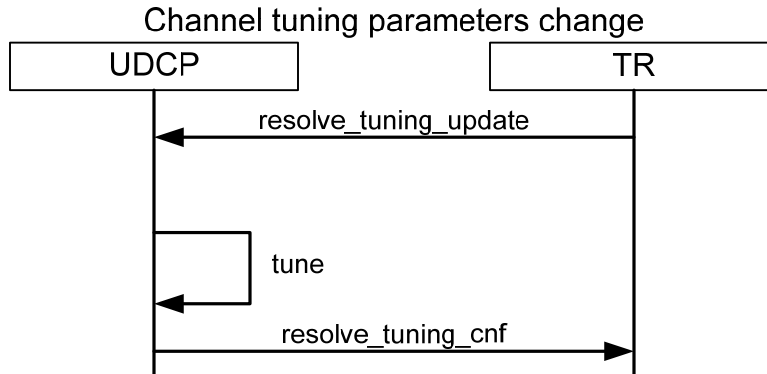 Channel tuning parameters change
UDCP
TR
resolve_tuning_update
tune
resolve_tuning_cnf